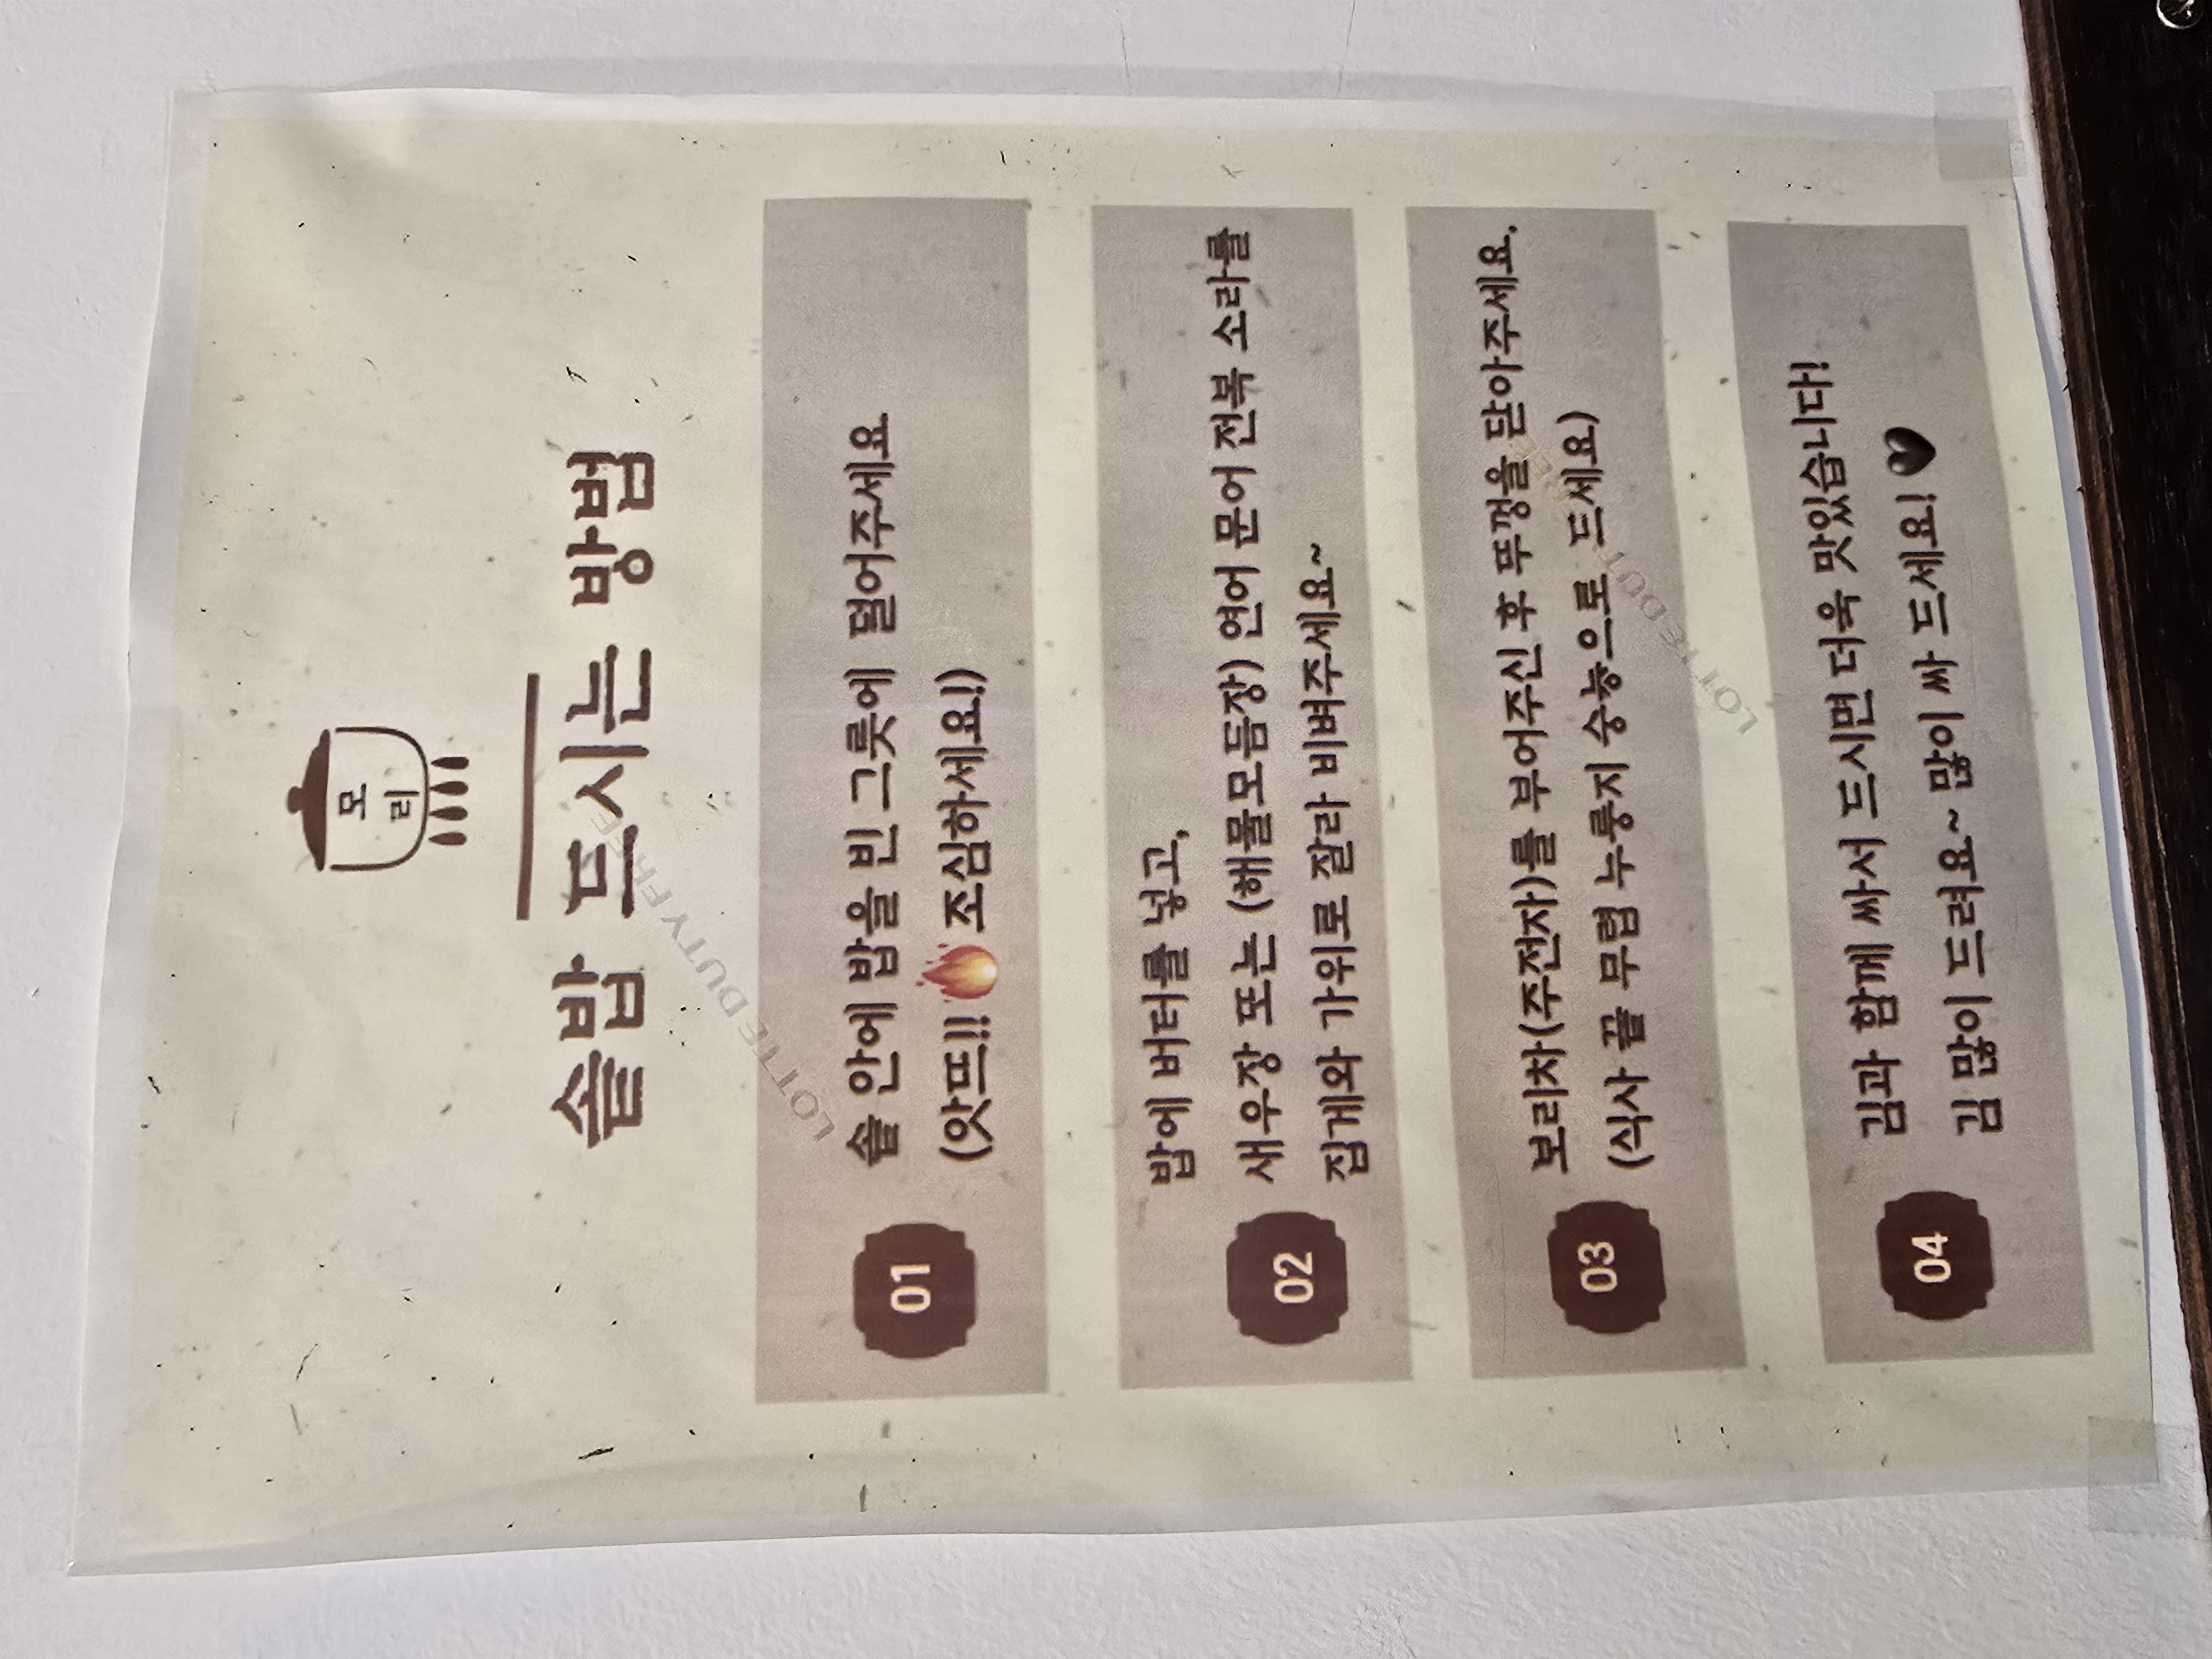 모
리
솥밥 드시는 방법
01
솥 안에 밥을 빈 그릇에 덜어주세요
(앗뜨!! 🔥 조심하세요!)
02
밥에 버터를 넣고,
새우장 또는 (해물모듬장) 연어 문어 전복 소라를
집게와 가위로 잘라 비벼주세요~
03
보리차(주전자)를 부어주신 후 뚜껑을 닫아주세요.
(식사 끝 무렵 누룽지 숭늉으로 드세요)
04
김과 함께 싸서 드시면 더욱 맛있습니다!
김 많이 드려요~ 많이 싸 드세요! ♥
LOTTE DUTY FREE
LOTTE DUTY